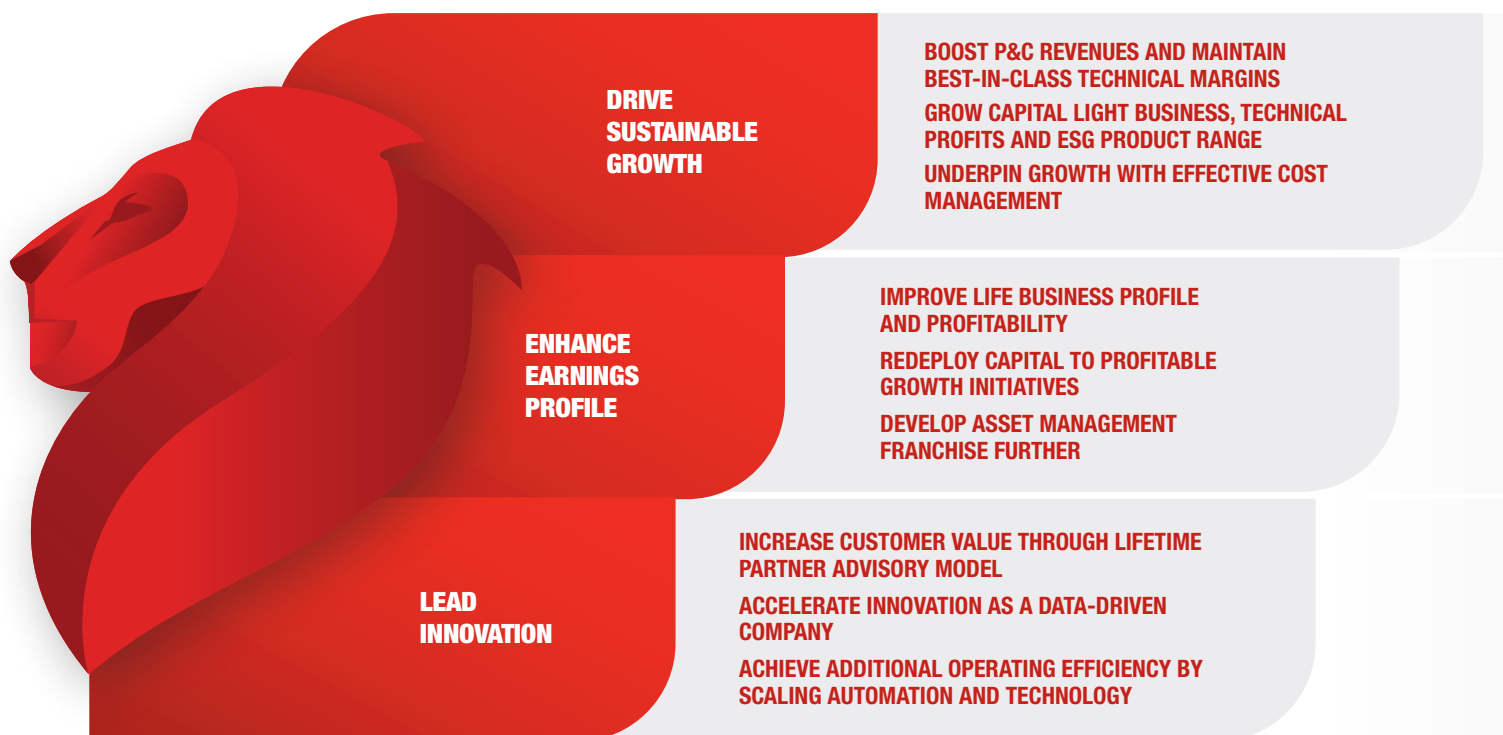 DRIVE
SUSTAINABLE
GROWTH
BOOST P&C REVENUES AND MAINTAIN
BEST-IN-CLASS TECHNICAL MARGINS
GROW CAPITAL LIGHT BUSINESS, TECHNICAL
PROFITS AND ESG PRODUCT RANGE
UNDERPIN GROWTH WITH EFFECTIVE COST
MANAGEMENT
ENHANCE
EARNINGS
PROFILE
IMPROVE LIFE BUSINESS PROFILE
AND PROFITABILITY
REDEPLOY CAPITAL TO PROFITABLE
GROWTH INITIATIVES
DEVELOP ASSET MANAGEMENT
FRANCHISE FURTHER
LEAD
INNOVATION
INCREASE CUSTOMER VALUE THROUGH LIFETIME
PARTNER ADVISORY MODEL
ACCELERATE INNOVATION AS A DATA-DRIVEN
COMPANY
ACHIEVE ADDITIONAL OPERATING EFFICIENCY BY
SCALING AUTOMATION AND TECHNOLOGY